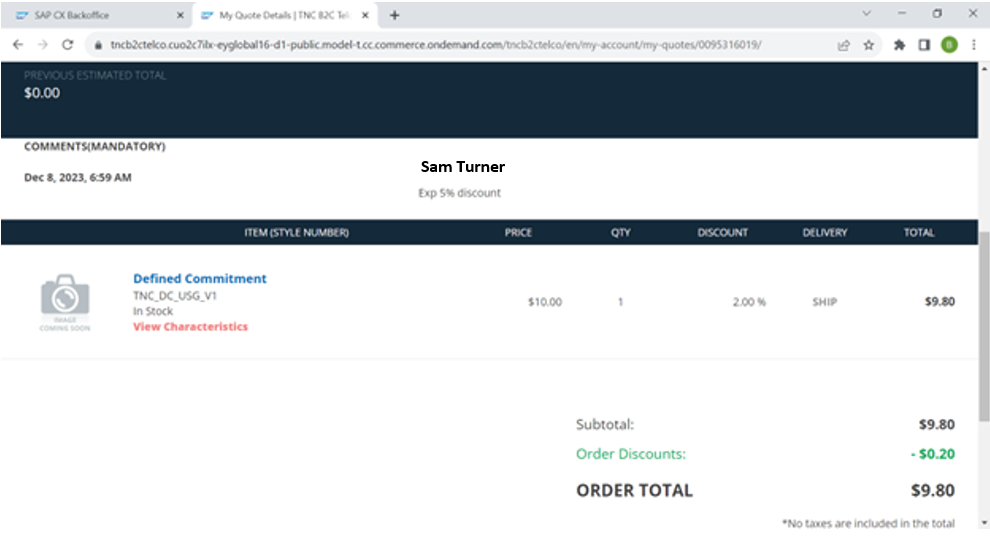 SAP CX Backoffice
My Quote Details | TNC B2C Tel
tncb2ctelco.cuo2c7ilx-eyglobal16-d1-public.model-t.cc.commerce.ondemand.com/tncb2ctelco/en/my-account/my-quotes/0095316019/
B
PREVIOUS ESTIMATED TOTAL
$0.00
COMMENTS(MANDATORY)
Sam Turner
Dec 8, 2023, 6:59 AM
Exp 5% discount
ITEM (STYLE NUMBER) PRICE QTY DISCOUNT DELIVERY TOTAL
Defined Commitment
TNC_DC_USG_V1
In Stock
View Characteristics
IMAGE
COMING SOON
$10.00 1 2.00 % SHIP $9.80
Subtotal: $9.80
Order Discounts: - $0.20
ORDER TOTAL $9.80
*No taxes are included in the total